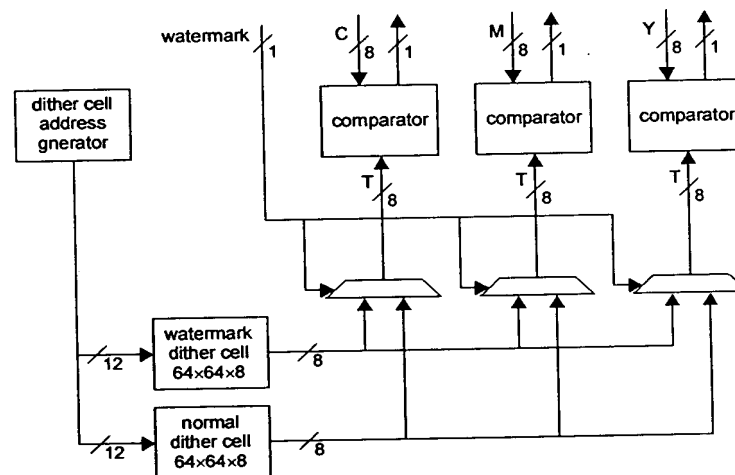 watermark
1
C
8
1
M
8
1
Y
8
1
dither cell
address
gnerator
comparator
comparator
comparator
T
8
T
8
T
8
12
watermark
dither cell
64×64×8
8
12
normal
dither cell
64×64×8
8